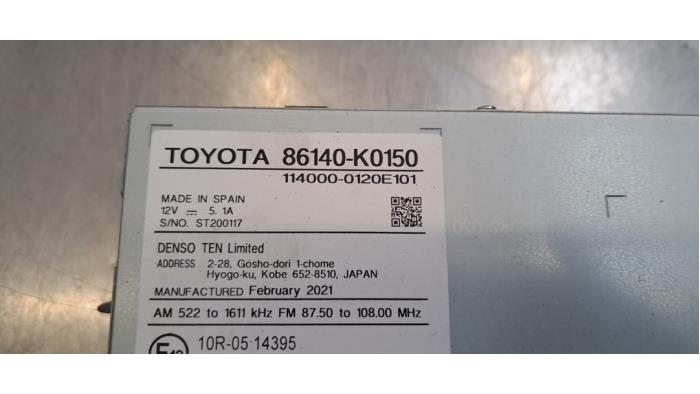 TOYOTA 86140-K0150
114000-0120E101
MADE IN SPAIN
12V ⎓ 5.1A
S/NO. ST200117
DENSO TEN Limited
ADDRESS 2-28, Gosho-dori 1-chome
Hyogo-ku, Kobe 652-8510, JAPAN
MANUFACTURED February 2021
AM 522 to 1611 kHz FM 87.50 to 108.00 MHz
10R-05 14395